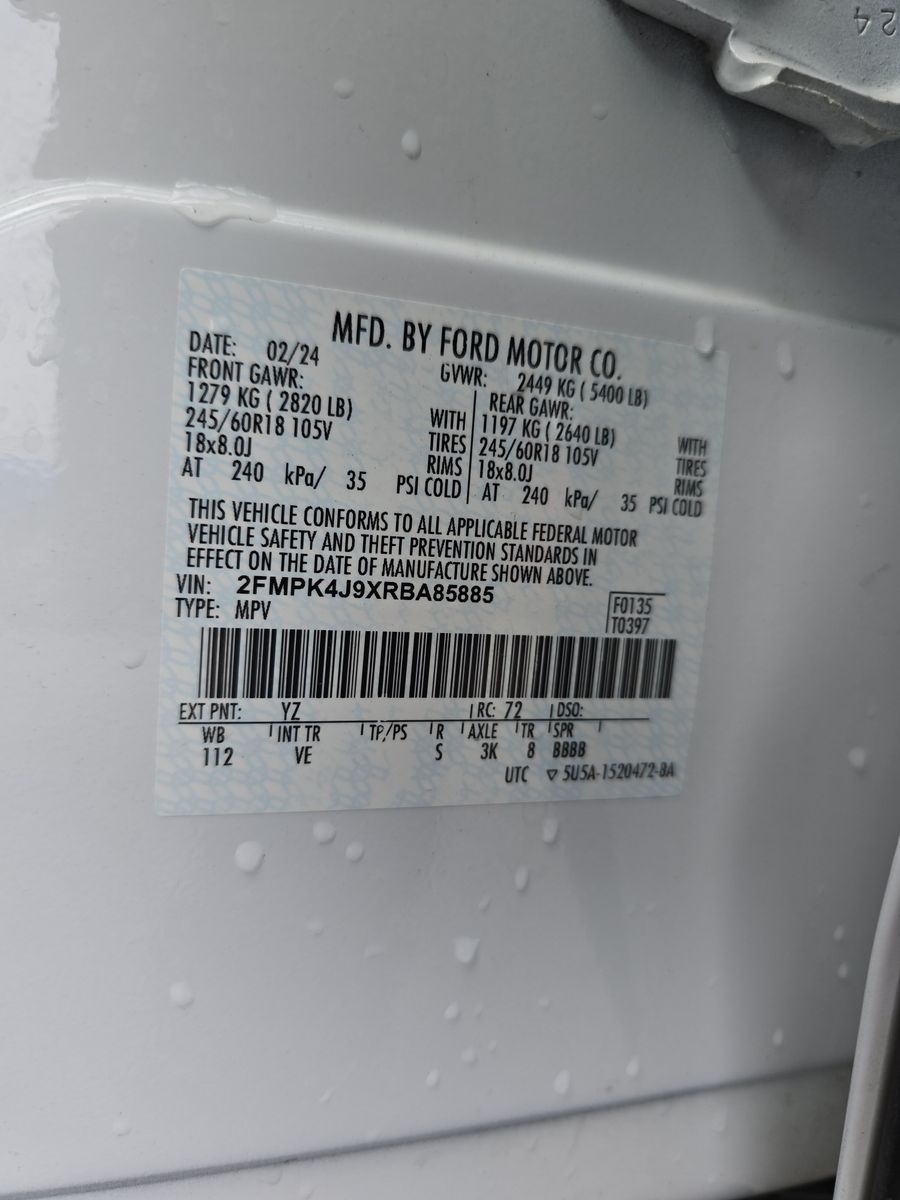 24
MFD. BY FORD MOTOR CO.
DATE: 02/24 GVWR: 2449 KG ( 5400 LB)
FRONT GAWR: REAR GAWR:
1279 KG ( 2820 LB) WITH 1197 KG ( 2640 LB) WITH
245/60R18 105V TIRES 245/60R18 105V TIRES
18x8.0J RIMS 18x8.0J RIMS
AT 240 kPa/ 35 PSI COLD AT 240 kPa/ 35 PSI COLD
THIS VEHICLE CONFORMS TO ALL APPLICABLE FEDERAL MOTOR
VEHICLE SAFETY AND THEFT PREVENTION STANDARDS IN
EFFECT ON THE DATE OF MANUFACTURE SHOWN ABOVE.
VIN: 2FMPK4J9XRBA85885
TYPE: MPV
F0135
T0397
EXT PNT: YZ RC: 72 DSO:
WB INT TR TP/PS R AXLE TR SPR
112 VE S 3K 8 BBBB
UTC ▽ 5U5A-1520472-BA